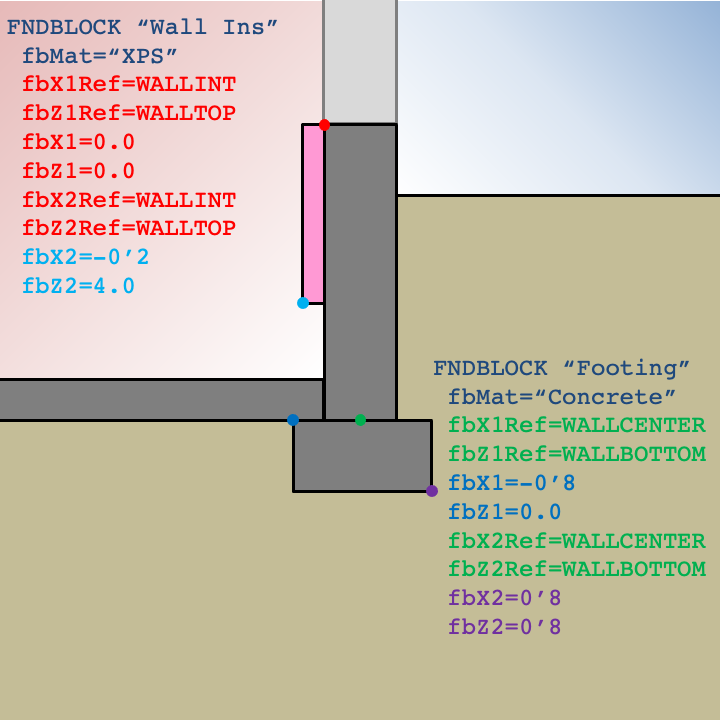 FNDBLOCK “Wall Ins”
fbMat=“XPS”
fbX1Ref=WALLINT
fbZ1Ref=WALLTOP
fbX1=0.0
fbZ1=0.0
fbX2Ref=WALLINT
fbZ2Ref=WALLTOP
fbX2=-0’2
fbZ2=4.0
FNDBLOCK “Footing”
fbMat=“Concrete”
fbX1Ref=WALLCENTER
fbZ1Ref=WALLBOTTOM
fbX1=-0’8
fbZ1=0.0
fbX2Ref=WALLCENTER
fbZ2Ref=WALLBOTTOM
fbX2=0’8
fbZ2=0’8